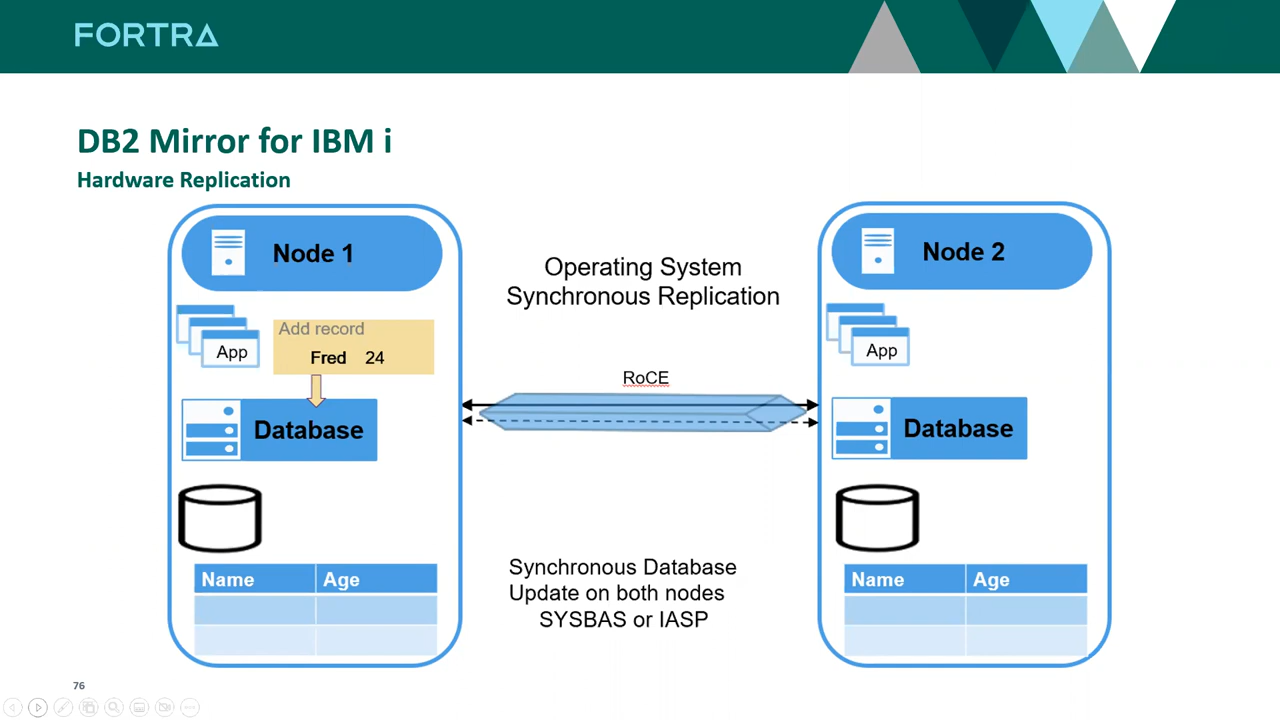 FORTRA
DB2 Mirror for IBM i
Hardware Replication
Node 1
App
Add record
Fred 24
Database
Name Age
Operating System
Synchronous Replication
RoCE
Synchronous Database
Update on both nodes
SYSBAS or IASP
Node 2
App
Database
Name Age
76